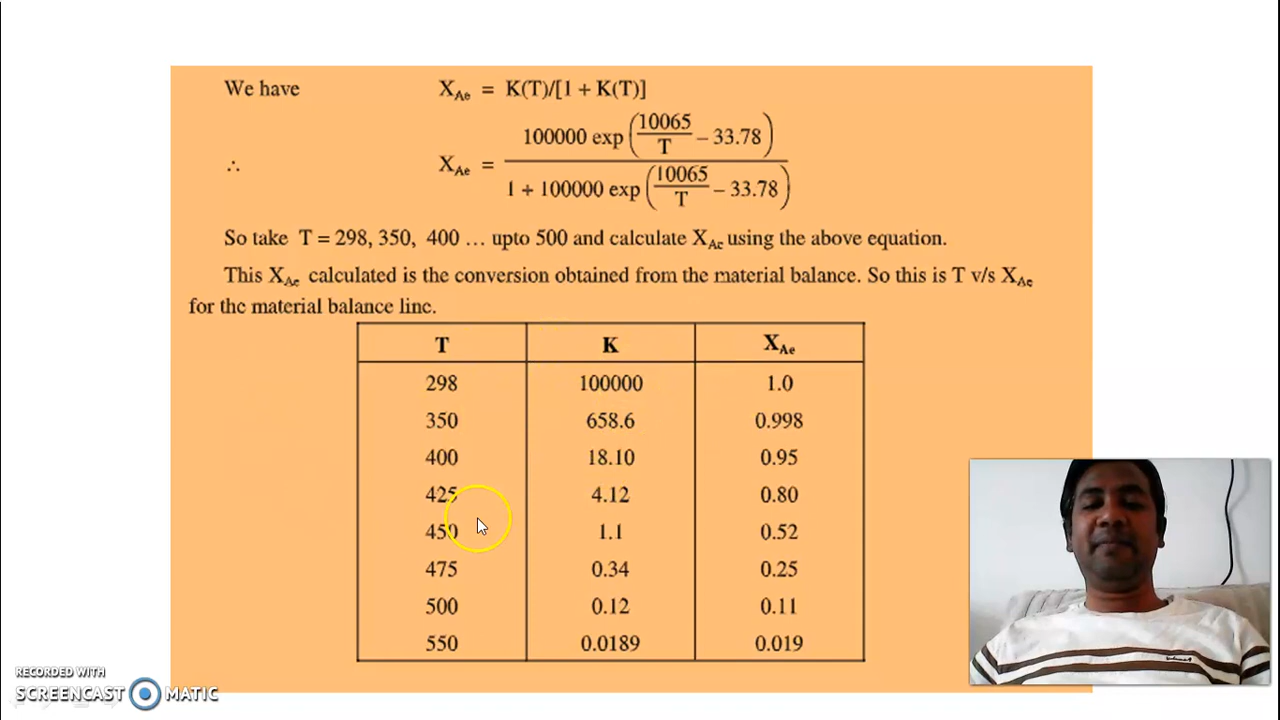 We have X_Ae = K(T)/[1 + K(T)]
∴ X_Ae = 100000 exp (10065/T – 33.78) / 1 + 100000 exp (10065/T – 33.78)
So take T = 298, 350, 400 … upto 500 and calculate X_Ae using the above equation.
This X_Ae calculated is the conversion obtained from the material balance. So this is T v/s X_Ae
for the material balance line.
T K X_Ae
298 100000 1.0
350 658.6 0.998
400 18.10 0.95
425 4.12 0.80
450 1.1 0.52
475 0.34 0.25
500 0.12 0.11
550 0.0189 0.019
RECORDED WITH
SCREENCAST MATIC